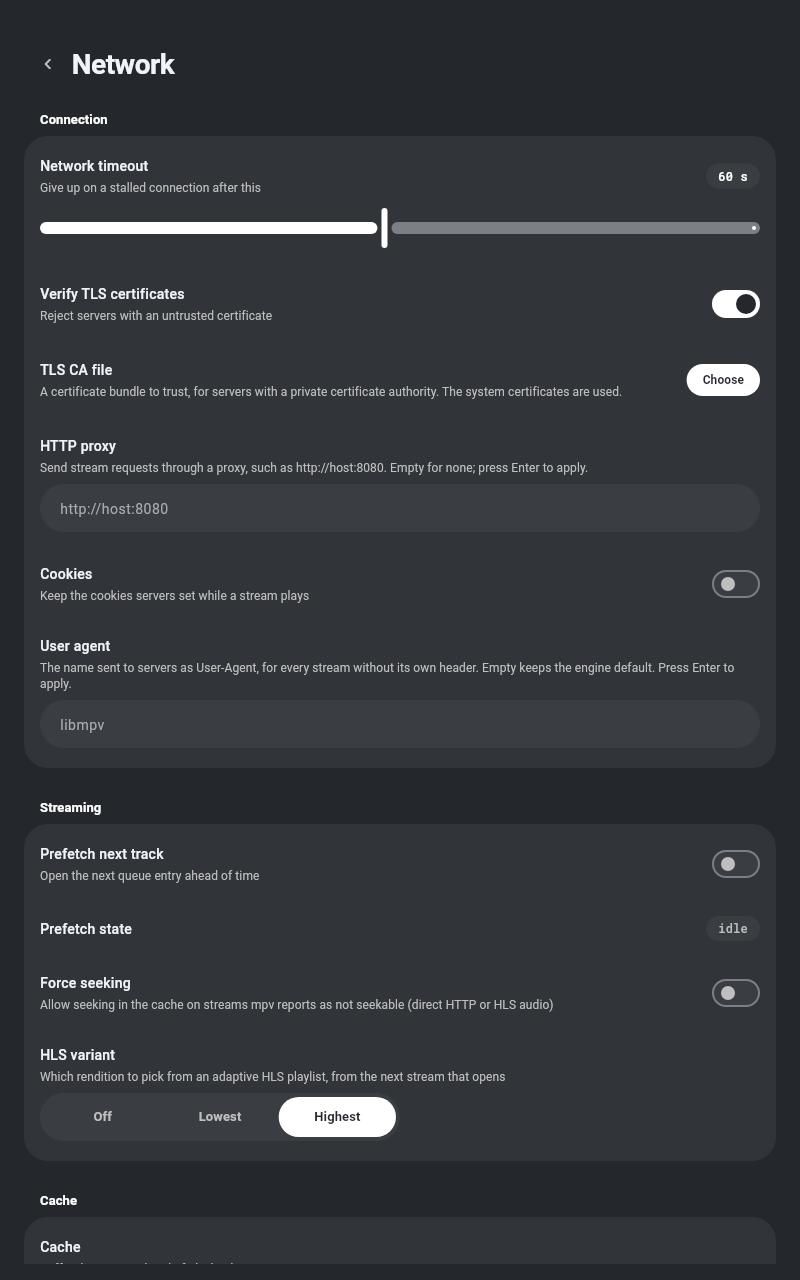 Network
Connection
Network timeout
Give up on a stalled connection after this
60 s
Verify TLS certificates
Reject servers with an untrusted certificate
TLS CA file
A certificate bundle to trust, for servers with a private certificate authority. The system certificates are used.
Choose
HTTP proxy
Send stream requests through a proxy, such as http://host:8080. Empty for none; press Enter to apply.
http://host:8080
Cookies
Keep the cookies servers set while a stream plays
User agent
The name sent to servers as User-Agent, for every stream without its own header. Empty keeps the engine default. Press Enter to
apply.
libmpv
Streaming
Prefetch next track
Open the next queue entry ahead of time
Prefetch state
idle
Force seeking
Allow seeking in the cache on streams mpv reports as not seekable (direct HTTP or HLS audio)
HLS variant
Which rendition to pick from an adaptive HLS playlist, from the next stream that opens
Off
Lowest
Highest
Cache
Cache